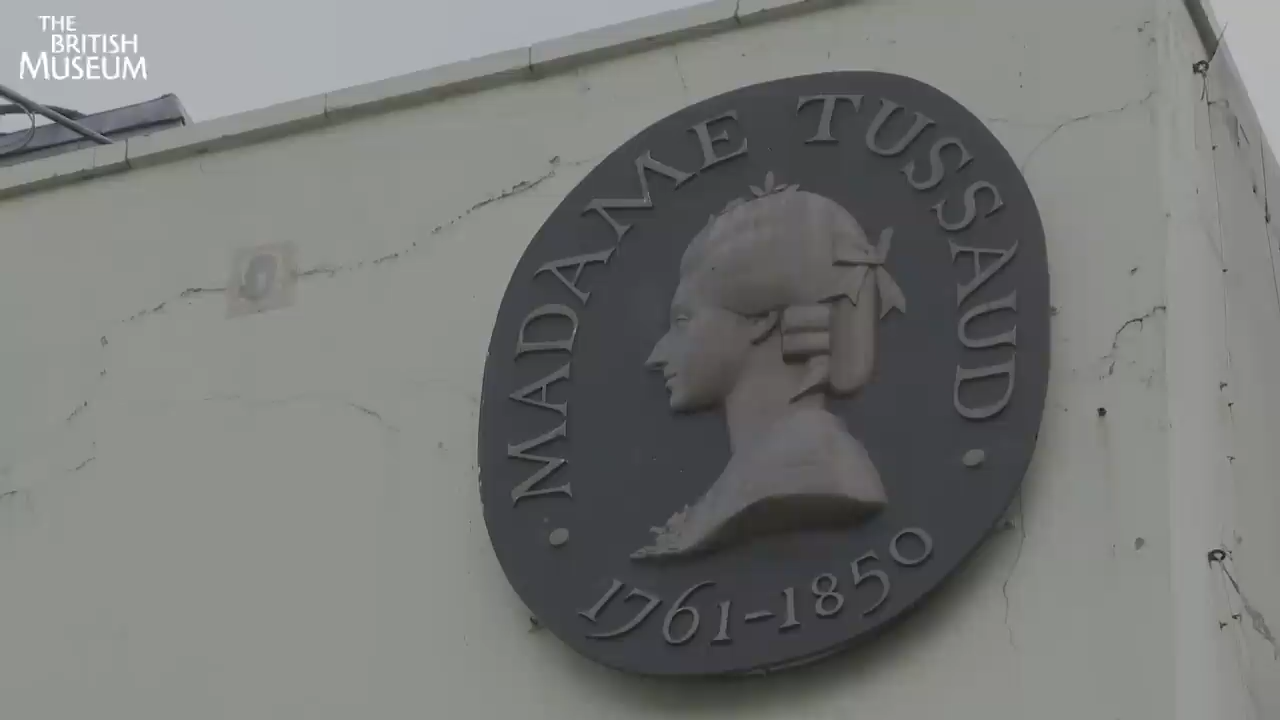 THE
BRITISH
MUSEUM
· MADAME TUSSAUD ·
1761-1850